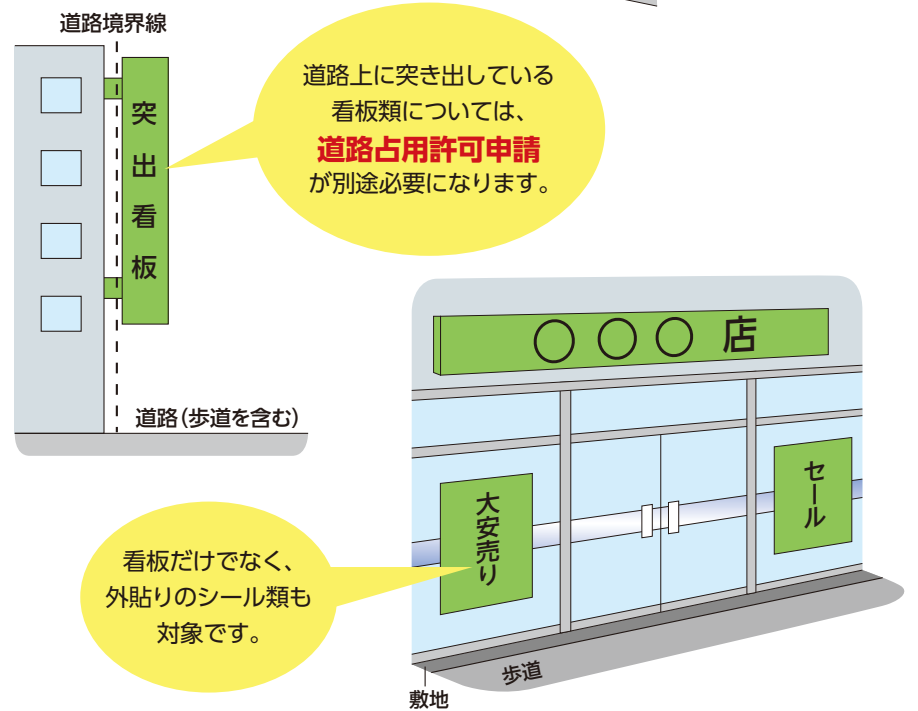 道路境界線
突出看板
道路上に突き出している
看板類については、
道路占用許可申請
が別途必要になります。
道路（歩道を含む）
○○○店
大安売り
セール
看板だけでなく、
外貼りのシール類も
対象です。
歩道
敷地